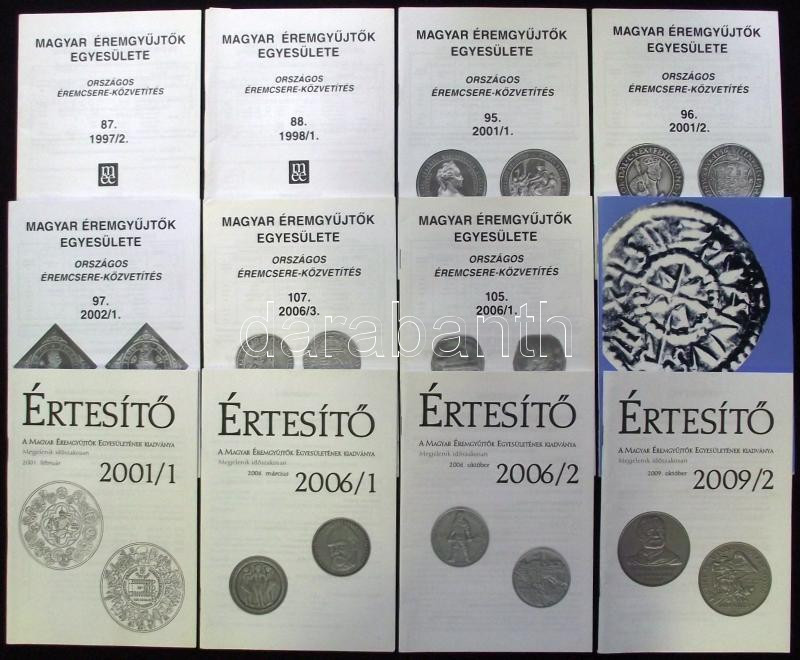 MAGYAR ÉREMGYŰJTŐK
EGYESÜLETE
ORSZÁGOS
ÉREMCSERE-KÖZVETÍTÉS
87.
1997/2.
MAGYAR ÉREMGYŰJTŐK
EGYESÜLETE
ORSZÁGOS
ÉREMCSERE-KÖZVETÍTÉS
88.
1998/1.
MAGYAR ÉREMGYŰJTŐK
EGYESÜLETE
ORSZÁGOS
ÉREMCSERE-KÖZVETÍTÉS
95.
2001/1.
MAGYAR ÉREMGYŰJTŐK
EGYESÜLETE
ORSZÁGOS
ÉREMCSERE-KÖZVETÍTÉS
96.
2001/2.
MAGYAR ÉREMGYŰJTŐK
EGYESÜLETE
ORSZÁGOS
ÉREMCSERE-KÖZVETÍTÉS
97.
2002/1.
MAGYAR ÉREMGYŰJTŐK
EGYESÜLETE
ORSZÁGOS
ÉREMCSERE-KÖZVETÍTÉS
107.
2006/3.
MAGYAR ÉREMGYŰJTŐK
EGYESÜLETE
ORSZÁGOS
ÉREMCSERE-KÖZVETÍTÉS
105.
2006/1.
darabanth
ÉRTESÍTŐ
A MAGYAR ÉREMGYŰJTŐK EGYESÜLETÉNEK KIADVÁNYA
Megjelenik időszakosan
2001. február
2001/1
ÉRTESÍTŐ
A MAGYAR ÉREMGYŰJTŐK EGYESÜLETÉNEK KIADVÁNYA
Megjelenik időszakosan
2006. március
2006/1
ÉRTESÍTŐ
A MAGYAR ÉREMGYŰJTŐK EGYESÜLETÉNEK KIADVÁNYA
Megjelenik időszakosan
2006. október
2006/2
ÉRTESÍTŐ
A MAGYAR ÉREMGYŰJTŐK EGYESÜLETÉNEK KIADVÁNYA
Megjelenik időszakosan
2009. október
2009/2